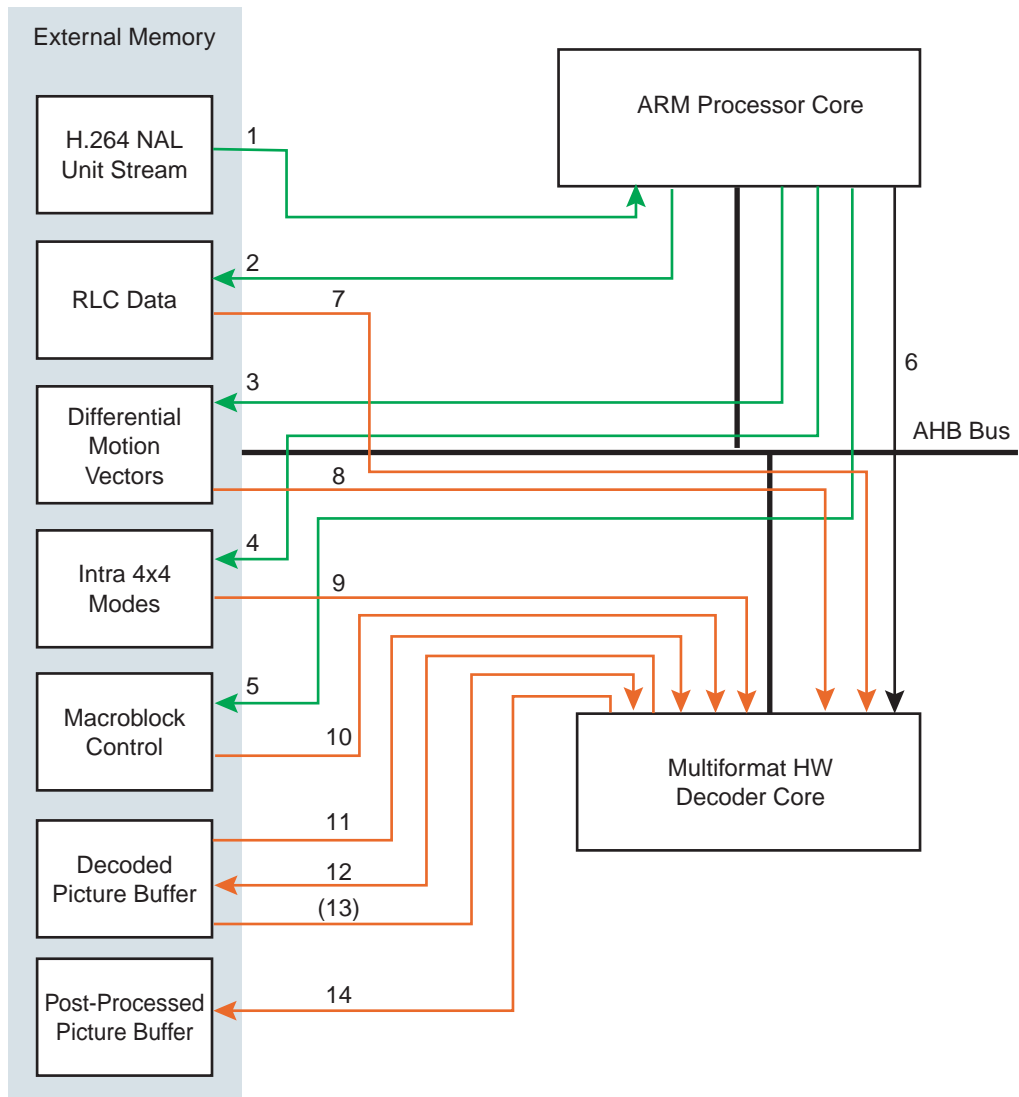 External Memory
ARM Processor Core
H.264 NAL
Unit Stream
1
2
RLC Data
7
3
6
Differential
Motion
Vectors
AHB Bus
8
4
Intra 4x4
Modes
9
5
Macroblock
Control
10
Multiformat HW
Decoder Core
11
Decoded
Picture Buffer
12
(13)
Post-Processed
Picture Buffer
14